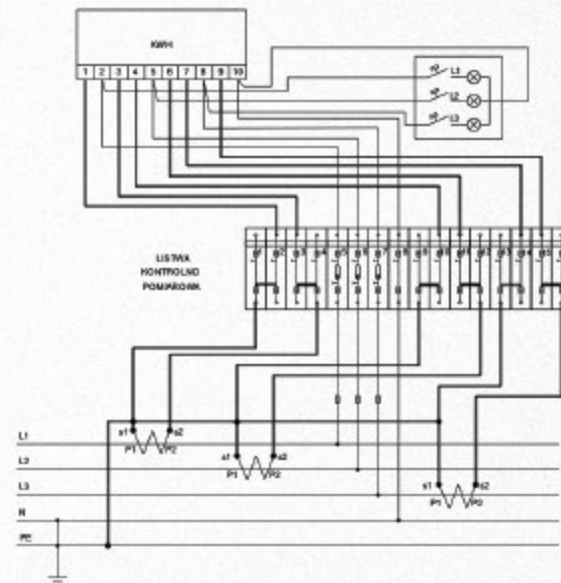 KWH
1 2 3 4 5 6 7 8 9 10
L1
L2
L3
LISTWA
KONTROLNO
POMIAROWA
s1 s2
P1 P2
s1 s2
P1 P2
s1 s2
P1 P2
L1
L2
L3
N
PE